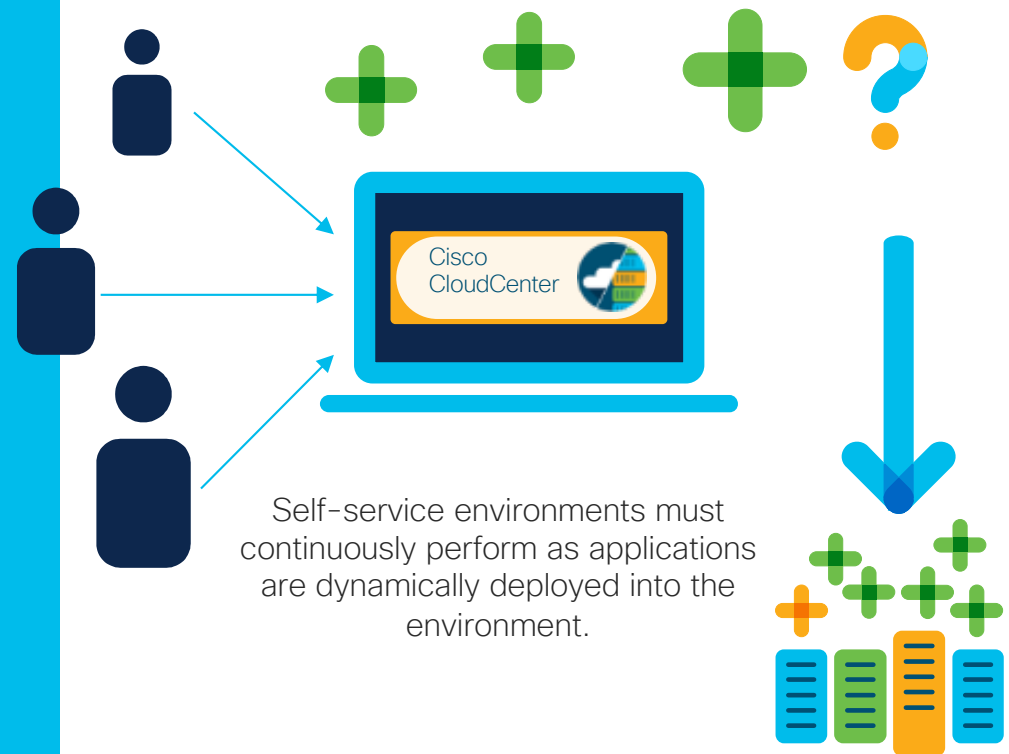 Cisco
CloudCenter
Self-service environments must
continuously perform as applications
are dynamically deployed into the
environment.